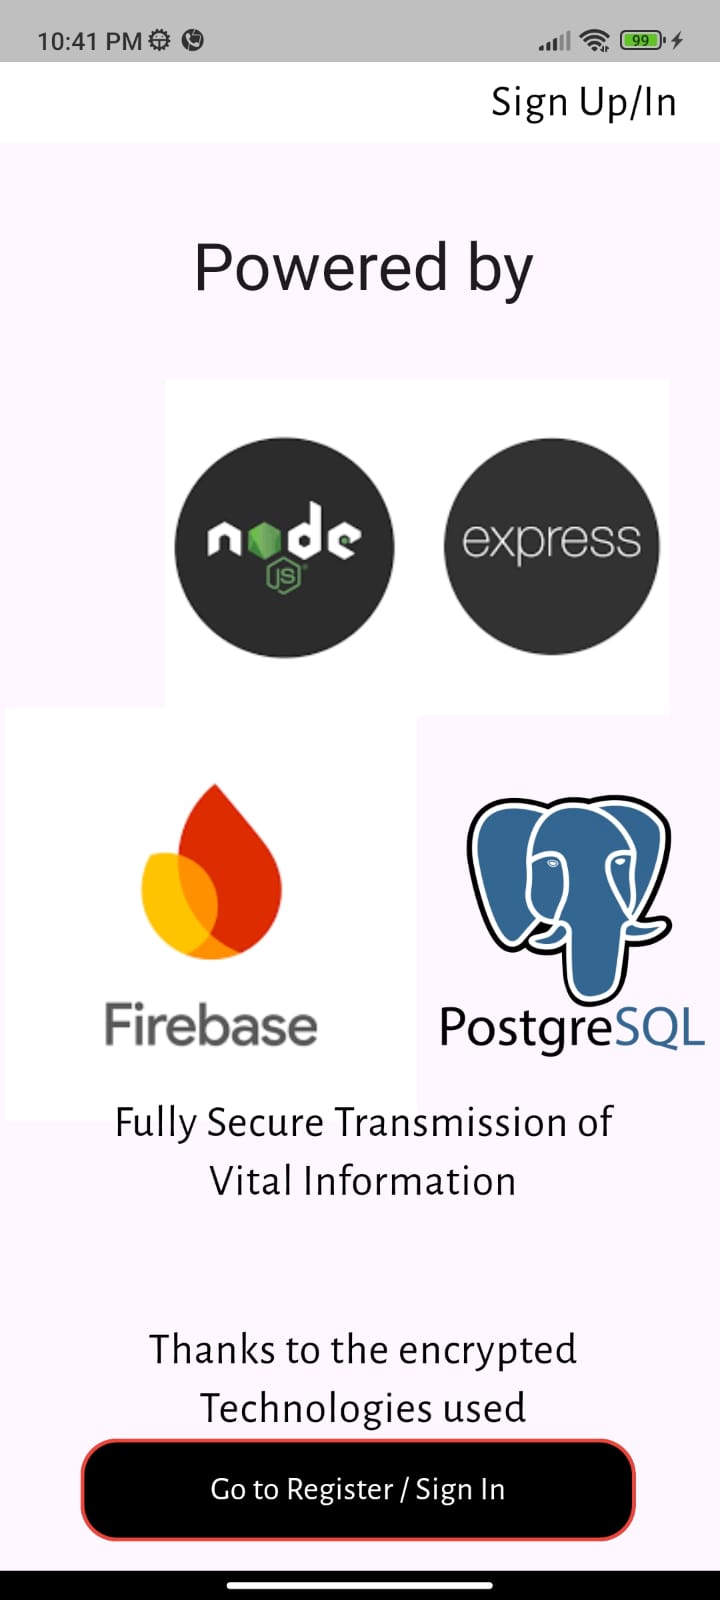 10:41 PM
99
Sign Up/In
Powered by
node
JS
express
Firebase
PostgreSQL
Fully Secure Transmission of
Vital Information
Thanks to the encrypted
Technologies used
Go to Register / Sign In